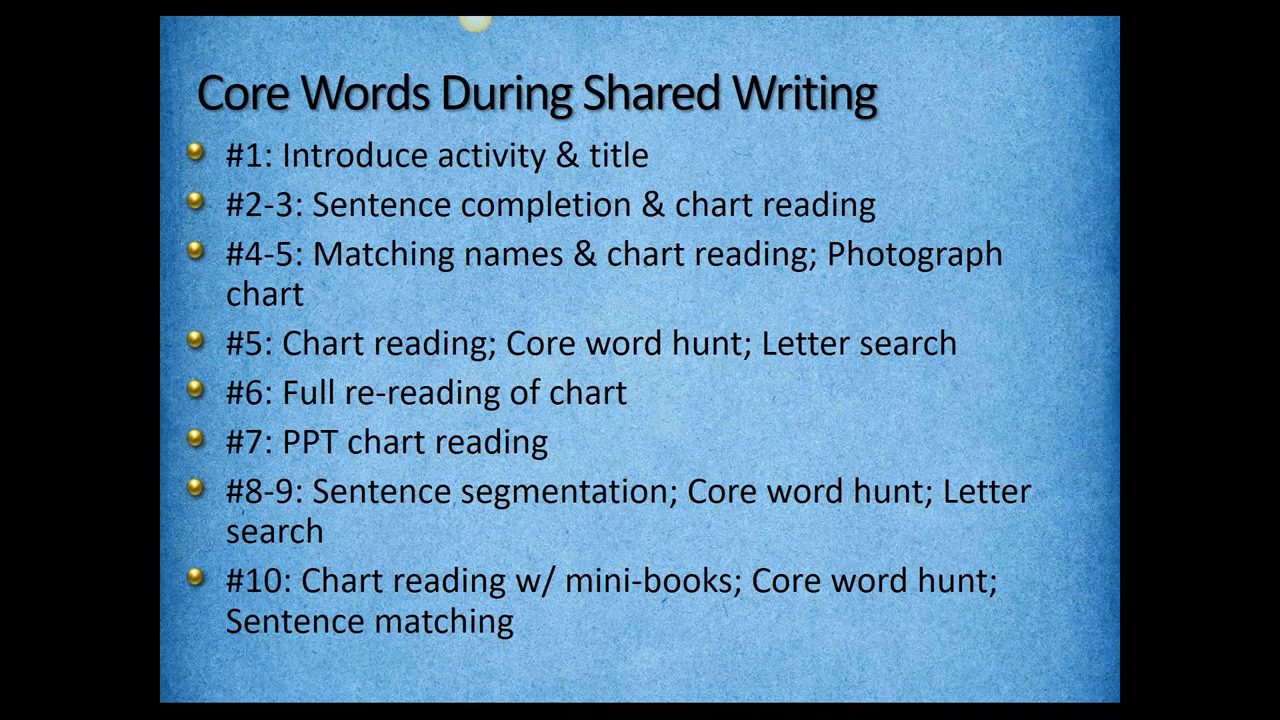 Core Words During Shared Writing
#1: Introduce activity & title
#2-3: Sentence completion & chart reading
#4-5: Matching names & chart reading; Photograph
chart
#5: Chart reading; Core word hunt; Letter search
#6: Full re-reading of chart
#7: PPT chart reading
#8-9: Sentence segmentation; Core word hunt; Letter
search
#10: Chart reading w/ mini-books; Core word hunt;
Sentence matching